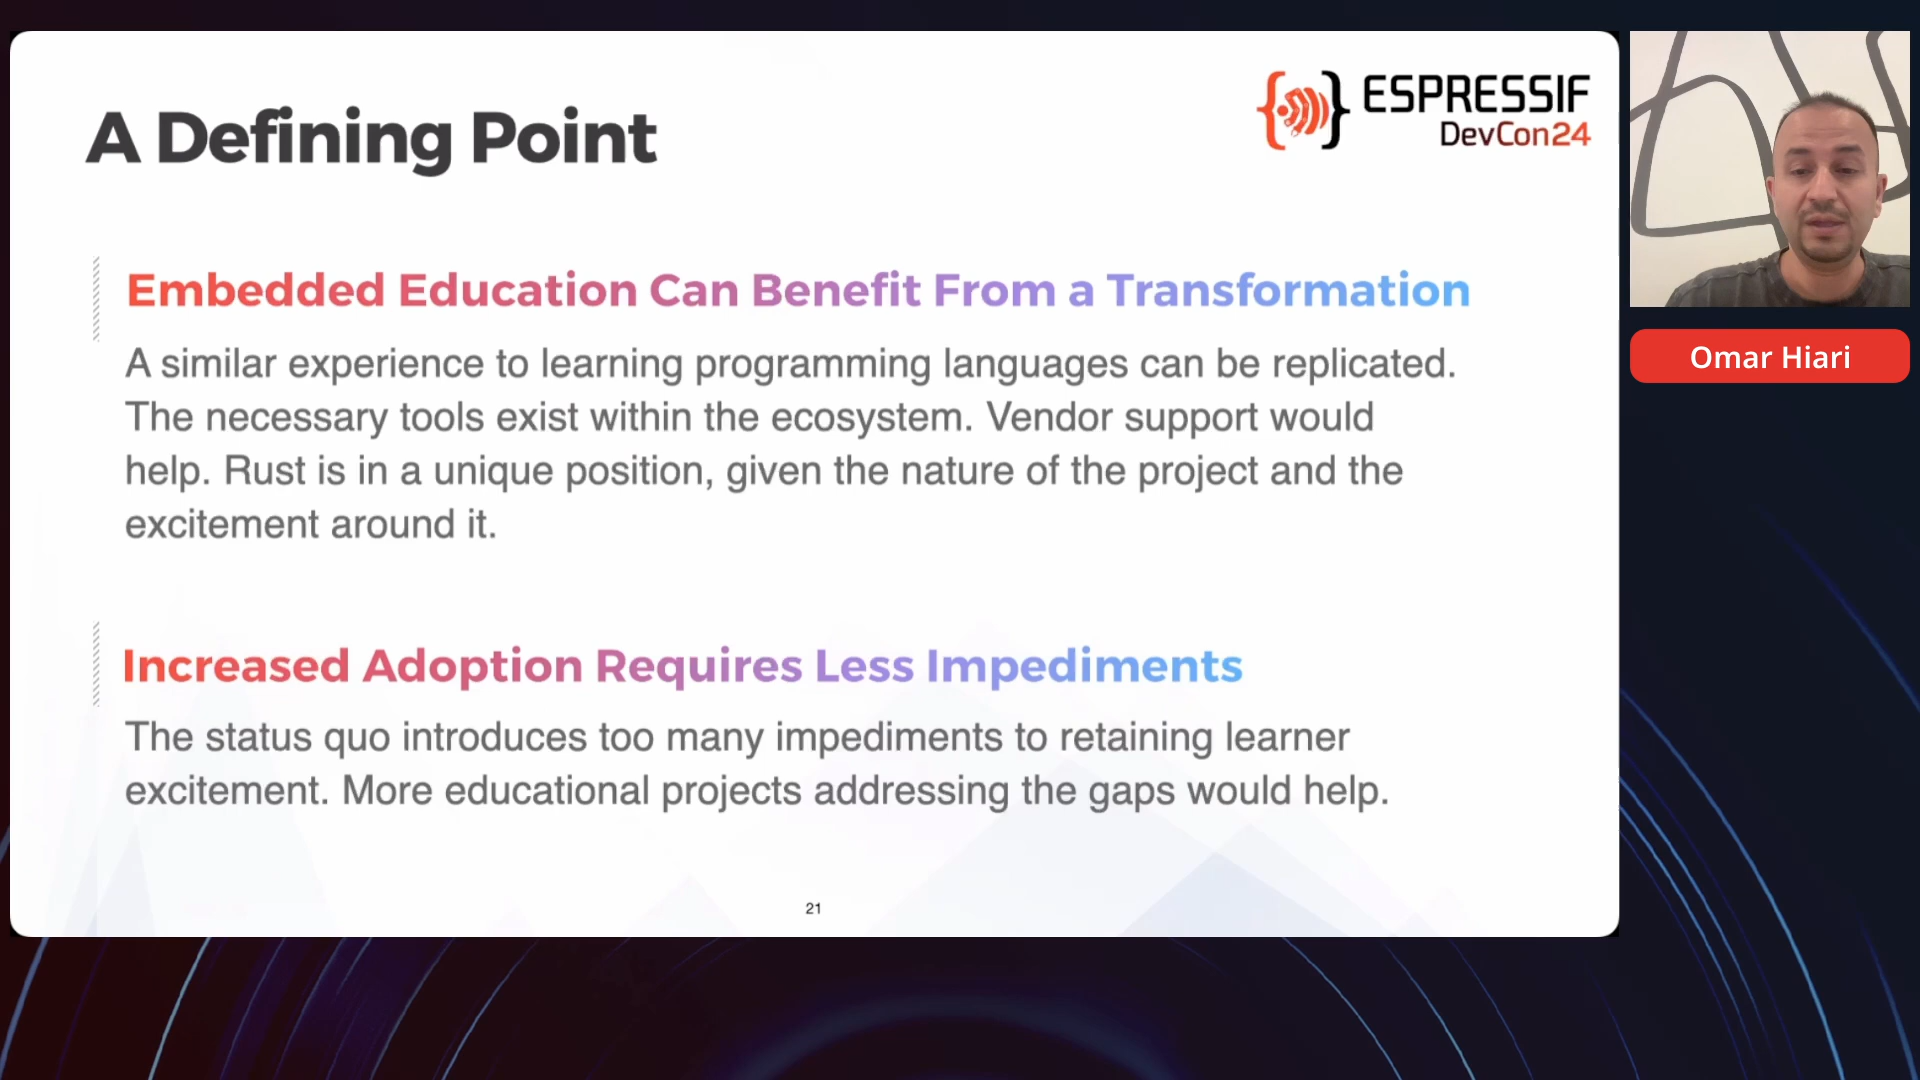 A Defining Point
ESPRESSIF
DevCon24
Embedded Education Can Benefit From a Transformation
A similar experience to learning programming languages can be replicated.
The necessary tools exist within the ecosystem. Vendor support would
help. Rust is in a unique position, given the nature of the project and the
excitement around it.
Increased Adoption Requires Less Impediments
The status quo introduces too many impediments to retaining learner
excitement. More educational projects addressing the gaps would help.
21
Omar Hiari